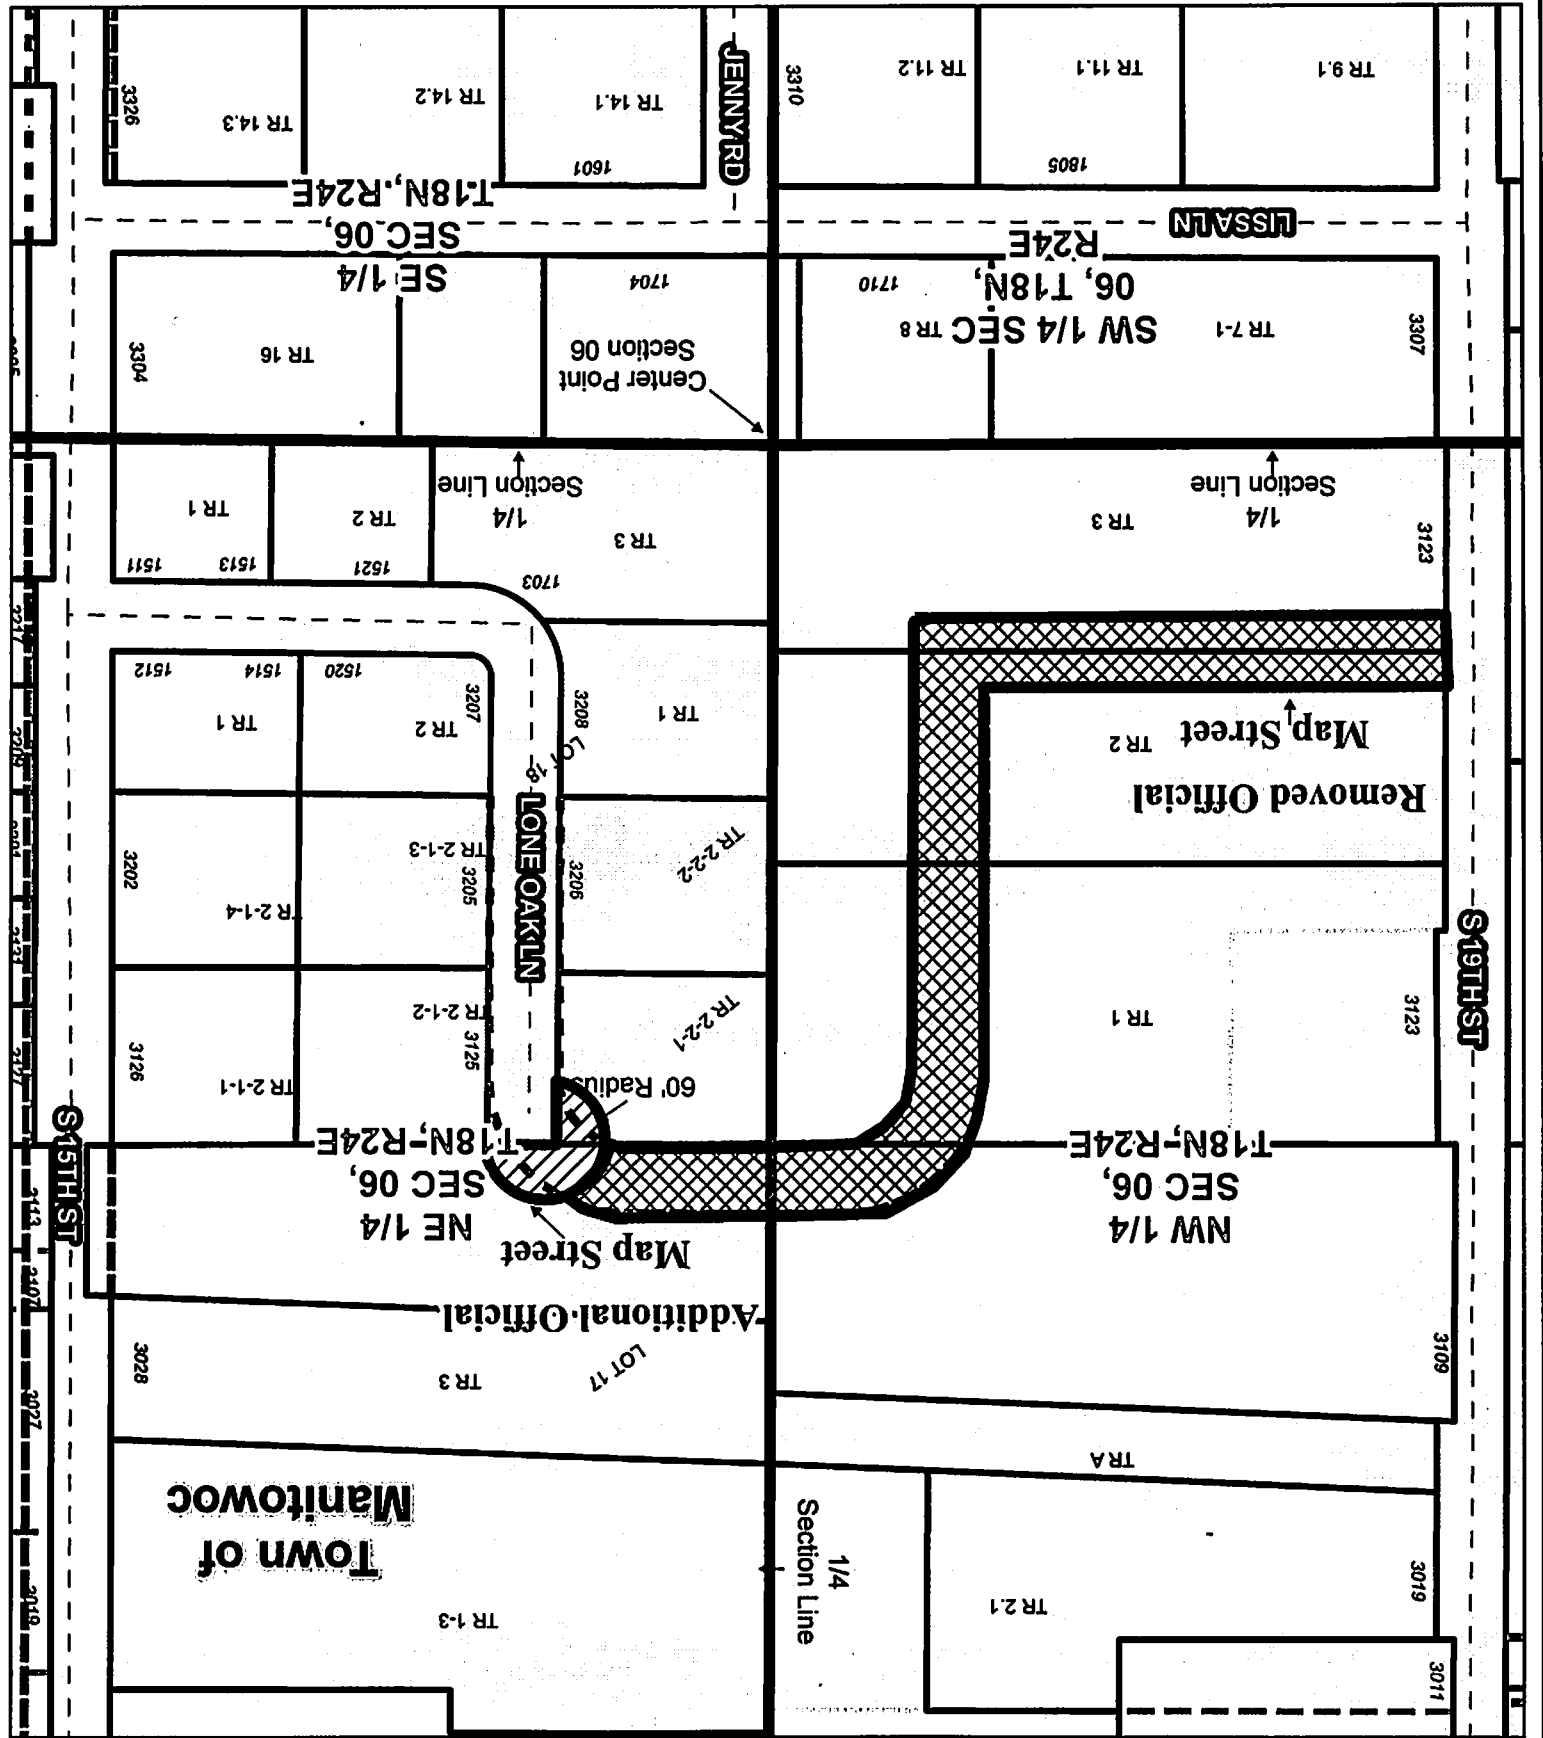 3011
3019
TR 2.1
1/4
Section Line
TR 1-3
Town of
Manitowoc
TR A
3109
LOT 17
TR 3
3028
3027
Additional Official
Map Street
NW 1/4
SEC 06,
T18N, R24E
NE 1/4
SEC 06,
T18N, R24E
2107
2113
S 15TH ST
60' Radius
S 19TH ST
3123
TR 1
TR 2-2-1
3125
TR 2-1-2
TR 2-1-1
3126
2127
LONE OAK LN
TR 2-2-2
3206
3205
TR 2-1-3
TR 2-1-4
3202
Removed Official
Map Street
TR 2
LOT 18
TR 1
3208
3207
TR 2
TR 1
1520
1514
1512
2217
3123
TR 3
1703
1521
1513
1511
TR 3
TR 2
TR 1
1/4
Section Line
1/4
Section Line
Center Point
Section 06
3307
TR 7-1
TR 8
SW 1/4 SEC
06, T18N,
R24E
1710
1704
TR 16
3304
SE 1/4
SEC 06,
T18N, R24E
LISSA LN
JENNY RD
1805
1601
TR 9.1
TR 11.1
TR 11.2
3310
TR 14.1
TR 14.2
TR 14.3
3326